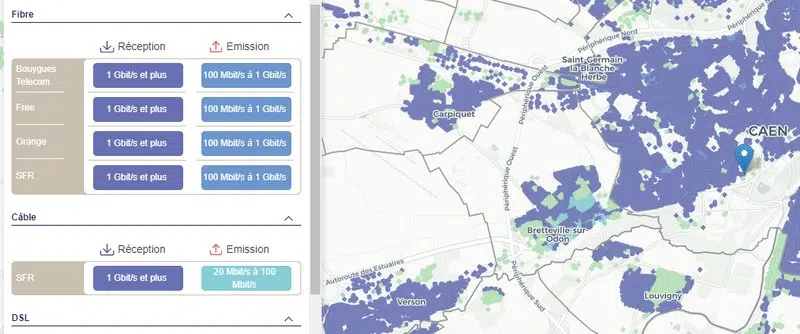 Fibre
Réception
Emission
Bouygues
Telecom
1 Gbit/s et plus
100 Mbit/s à 1 Gbit/s
Free
1 Gbit/s et plus
100 Mbit/s à 1 Gbit/s
Orange
1 Gbit/s et plus
100 Mbit/s à 1 Gbit/s
SFR
1 Gbit/s et plus
100 Mbit/s à 1 Gbit/s
Câble
Réception
Emission
SFR
1 Gbit/s et plus
20 Mbit/s à 100
Mbit/s
DSL
Périphérique Nord
Périphérique
Saint-Germain
la-Blanche-
Herbe
Périphérique Ouest
Carpiquet
CAEN
Périphérique Ouest
Bretteville-sur-
Odon
Autoroute des Estuaires
Périphérique Sud
Verson
Louvigny